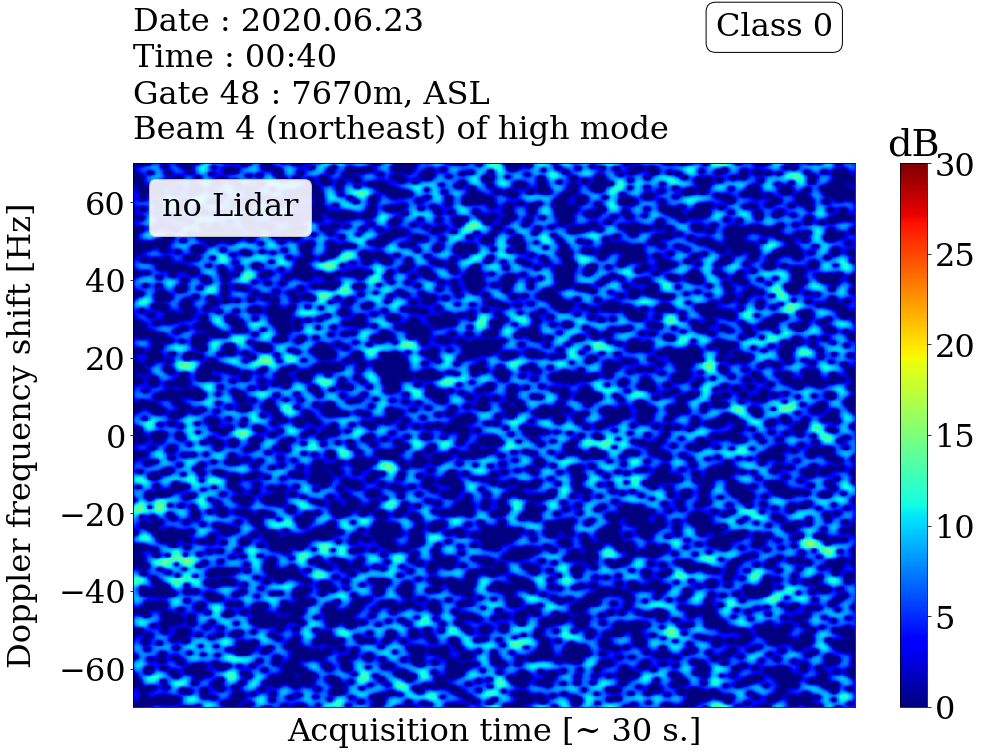 Date : 2020.06.23
Time : 00:40
Gate 48 : 7670m, ASL
Beam 4 (northeast) of high mode
Class 0
dB
no Lidar
Doppler frequency shift [Hz]
60
40
20
0
−20
−40
−60
30
25
20
15
10
5
0
Acquisition time [~ 30 s.]